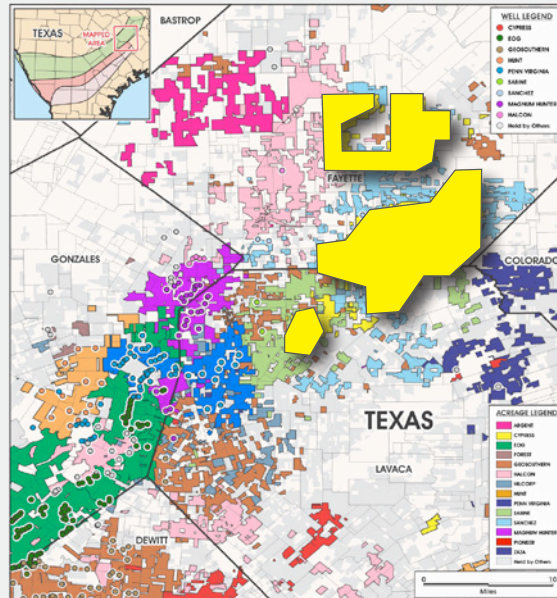 TEXAS
MAPPED
AREA
BASTROP
WELL LEGEND
CYPRESS
EOG
GEOSOUTHERN
HUNT
PENN VIRGINIA
SABINE
SANCHEZ
MAGNUM HUNTER
HALCON
Held by Others
FAYETTE
GONZALES
COLORADO
TEXAS
LAVACA
DEWITT
ACREAGE LEGEND
ARGENT
CYPRESS
EOG
FOREST
GEOSOUTHERN
HALCON
HILCORP
HUNT
PENN VIRGINIA
SABINE
SANCHEZ
MAGNUM HUNTER
PIONEER
ZAZA
Held by Others
0 10
Miles